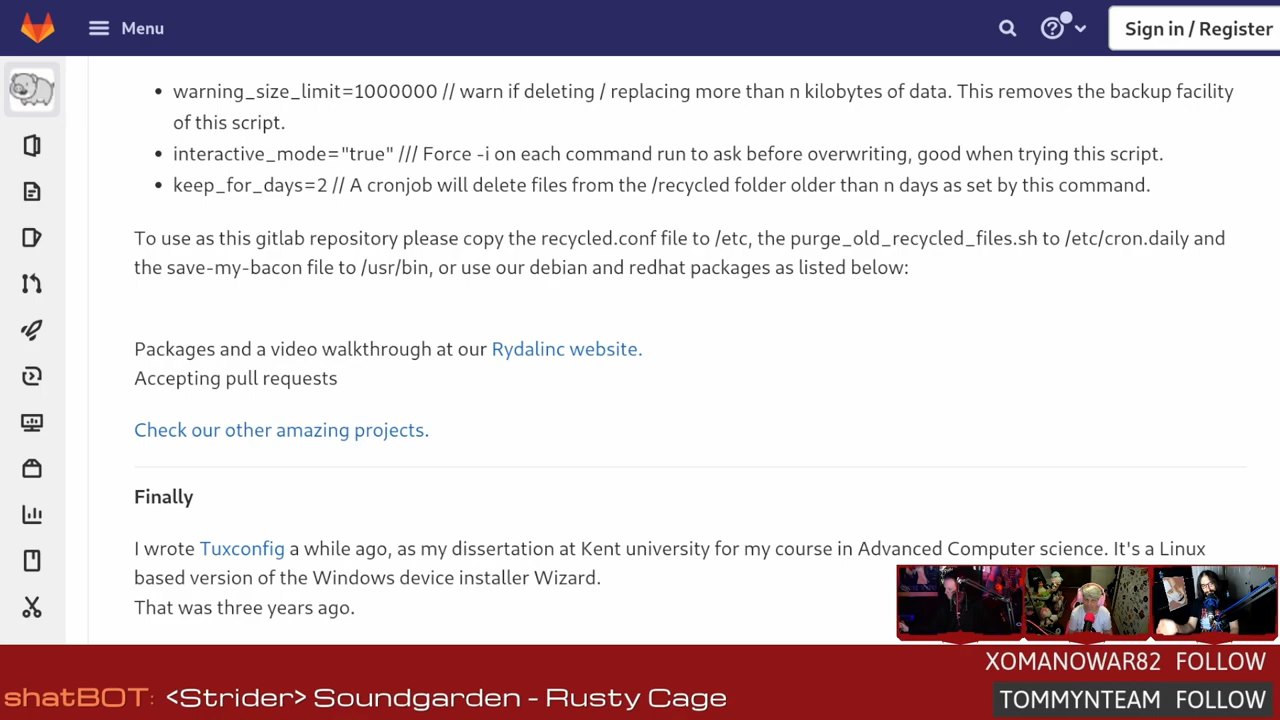 Menu
Sign in / Register
• warning_size_limit=1000000 // warn if deleting / replacing more than n kilobytes of data. This removes the backup facility
of this script.
• interactive_mode="true" /// Force -i on each command run to ask before overwriting, good when trying this script.
• keep_for_days=2 // A cronjob will delete files from the /recycled folder older than n days as set by this command.
To use as this gitlab repository please copy the recycled.conf file to /etc, the purge_old_recycled_files.sh to /etc/cron.daily and
the save-my-bacon file to /usr/bin, or use our debian and redhat packages as listed below:
Packages and a video walkthrough at our Rydalinc website.
Accepting pull requests
Check our other amazing projects.
Finally
I wrote Tuxconfig a while ago, as my dissertation at Kent university for my course in Advanced Computer science. It's a Linux
based version of the Windows device installer Wizard.
That was three years ago.
XOMANOWAR82 FOLLOW
shatBOT: <Strider> Soundgarden - Rusty Cage
TOMMYNTEAM FOLLOW